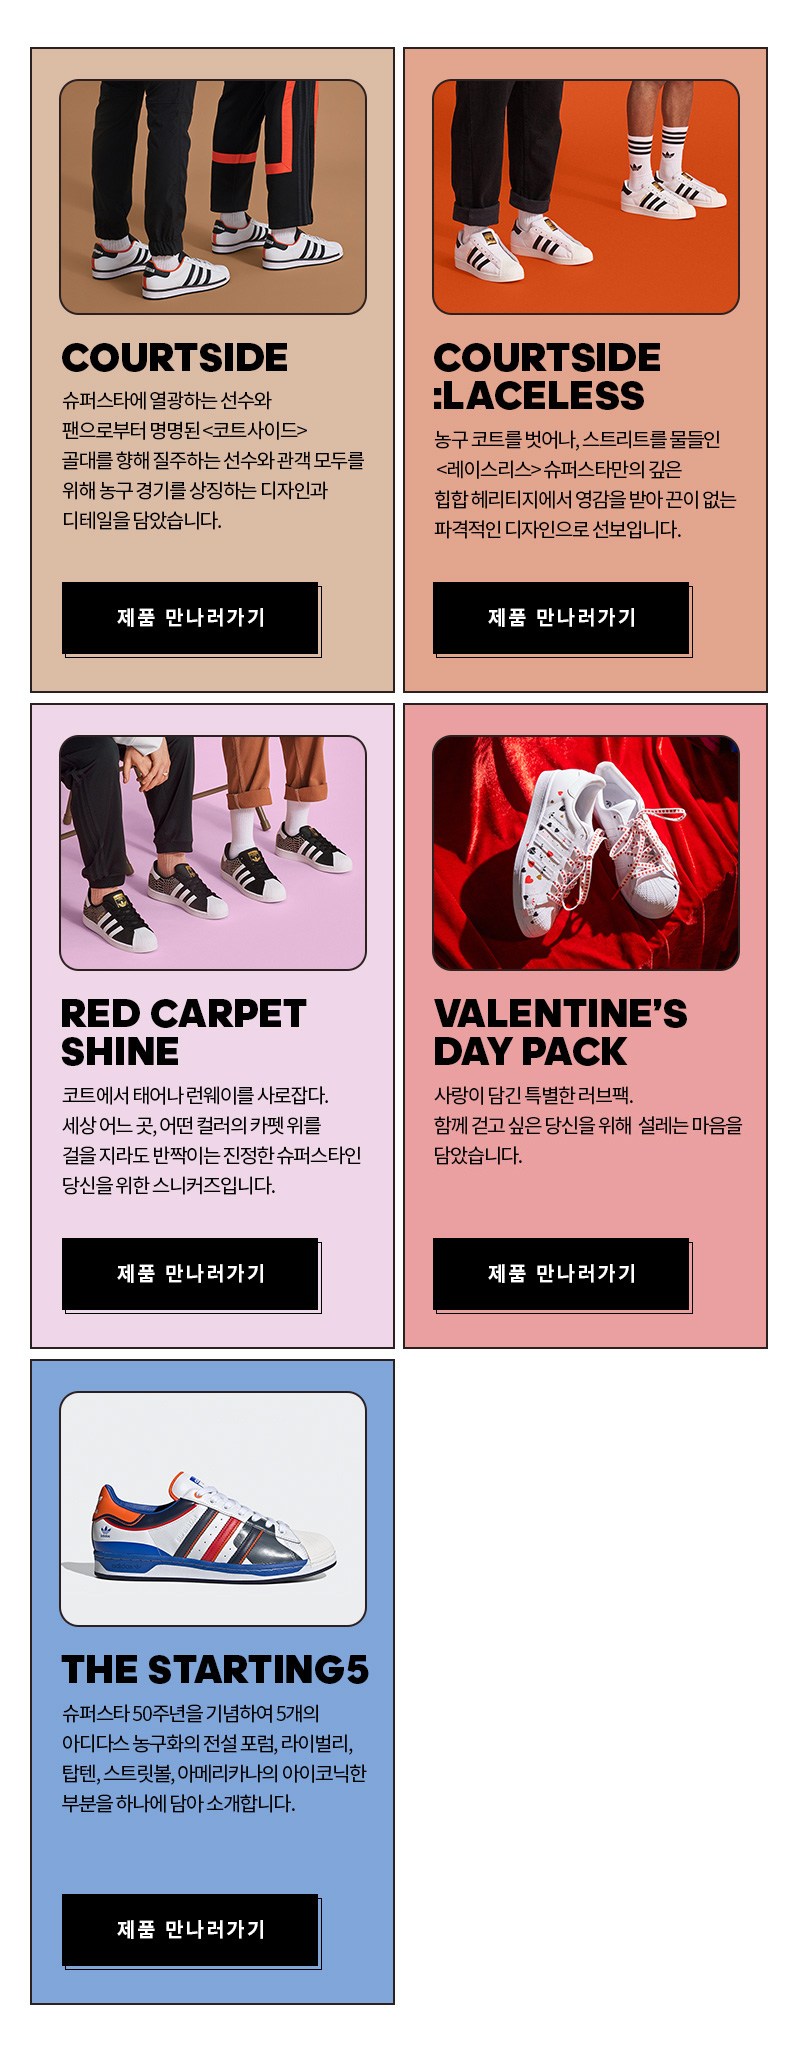 COURTSIDE
슈퍼스타에 열광하는 선수와
팬으로부터 명명된 <코트사이드>
골대를 향해 질주하는 선수와 관객 모두를
위해 농구 경기를 상징하는 디자인과
디테일을 담았습니다.
제품 만나러가기
COURTSIDE
:LACELESS
농구 코트를 벗어나, 스트리트를 물들인
<레이스리스> 슈퍼스타만의 깊은
힙합 헤리티지에서 영감을 받아 끈이 없는
파격적인 디자인으로 선보입니다.
제품 만나러가기
RED CARPET
SHINE
코트에서 태어나 런웨이를 사로잡다.
세상 어느 곳, 어떤 컬러의 카펫 위를
걸을 지라도 반짝이는 진정한 슈퍼스타인
당신을 위한 스니커즈입니다.
제품 만나러가기
VALENTINE’S
DAY PACK
사랑이 담긴 특별한 러브팩.
함께 걷고 싶은 당신을 위해 설레는 마음을
담았습니다.
제품 만나러가기
THE STARTING5
슈퍼스타 50주년을 기념하여 5개의
아디다스 농구화의 전설 포럼, 라이벌리,
탑텐, 스트릿볼, 아메리카나의 아이코닉한
부분을 하나에 담아 소개합니다.
제품 만나러가기